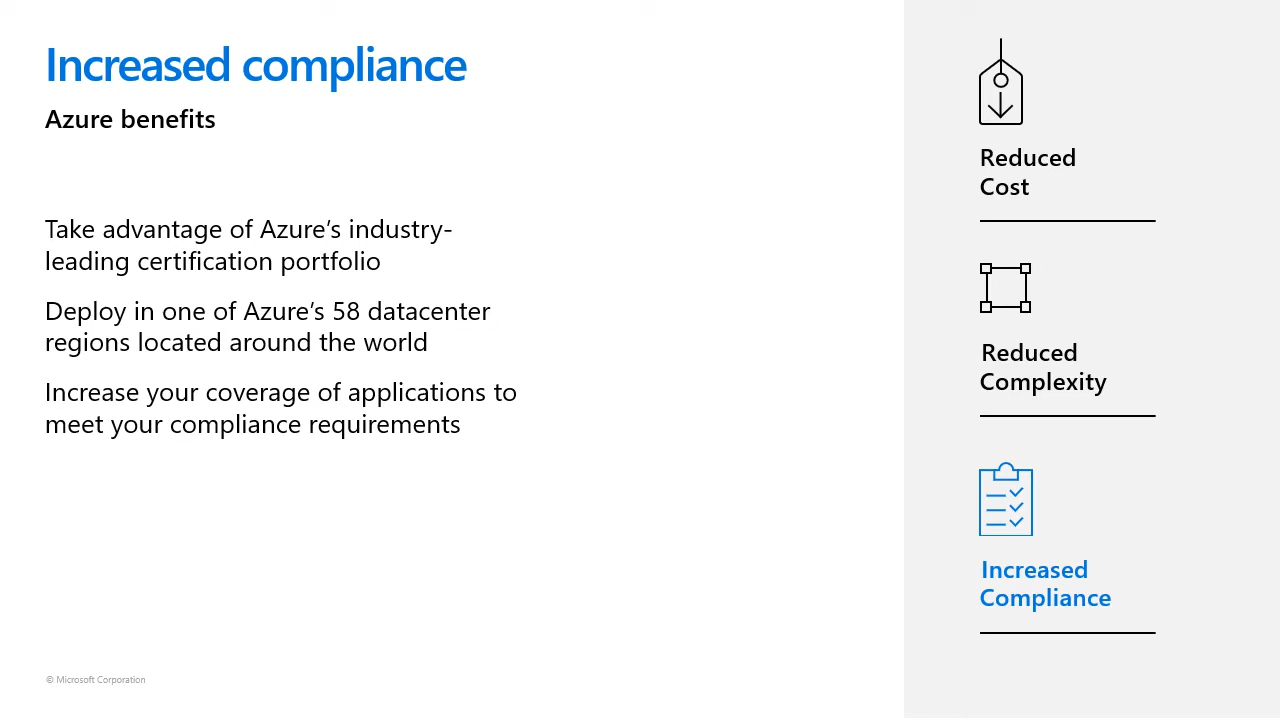 Increased compliance
Azure benefits
Take advantage of Azure’s industry-
leading certification portfolio
Deploy in one of Azure’s 58 datacenter
regions located around the world
Increase your coverage of applications to
meet your compliance requirements
© Microsoft Corporation
Reduced
Cost
Reduced
Complexity
Increased
Compliance